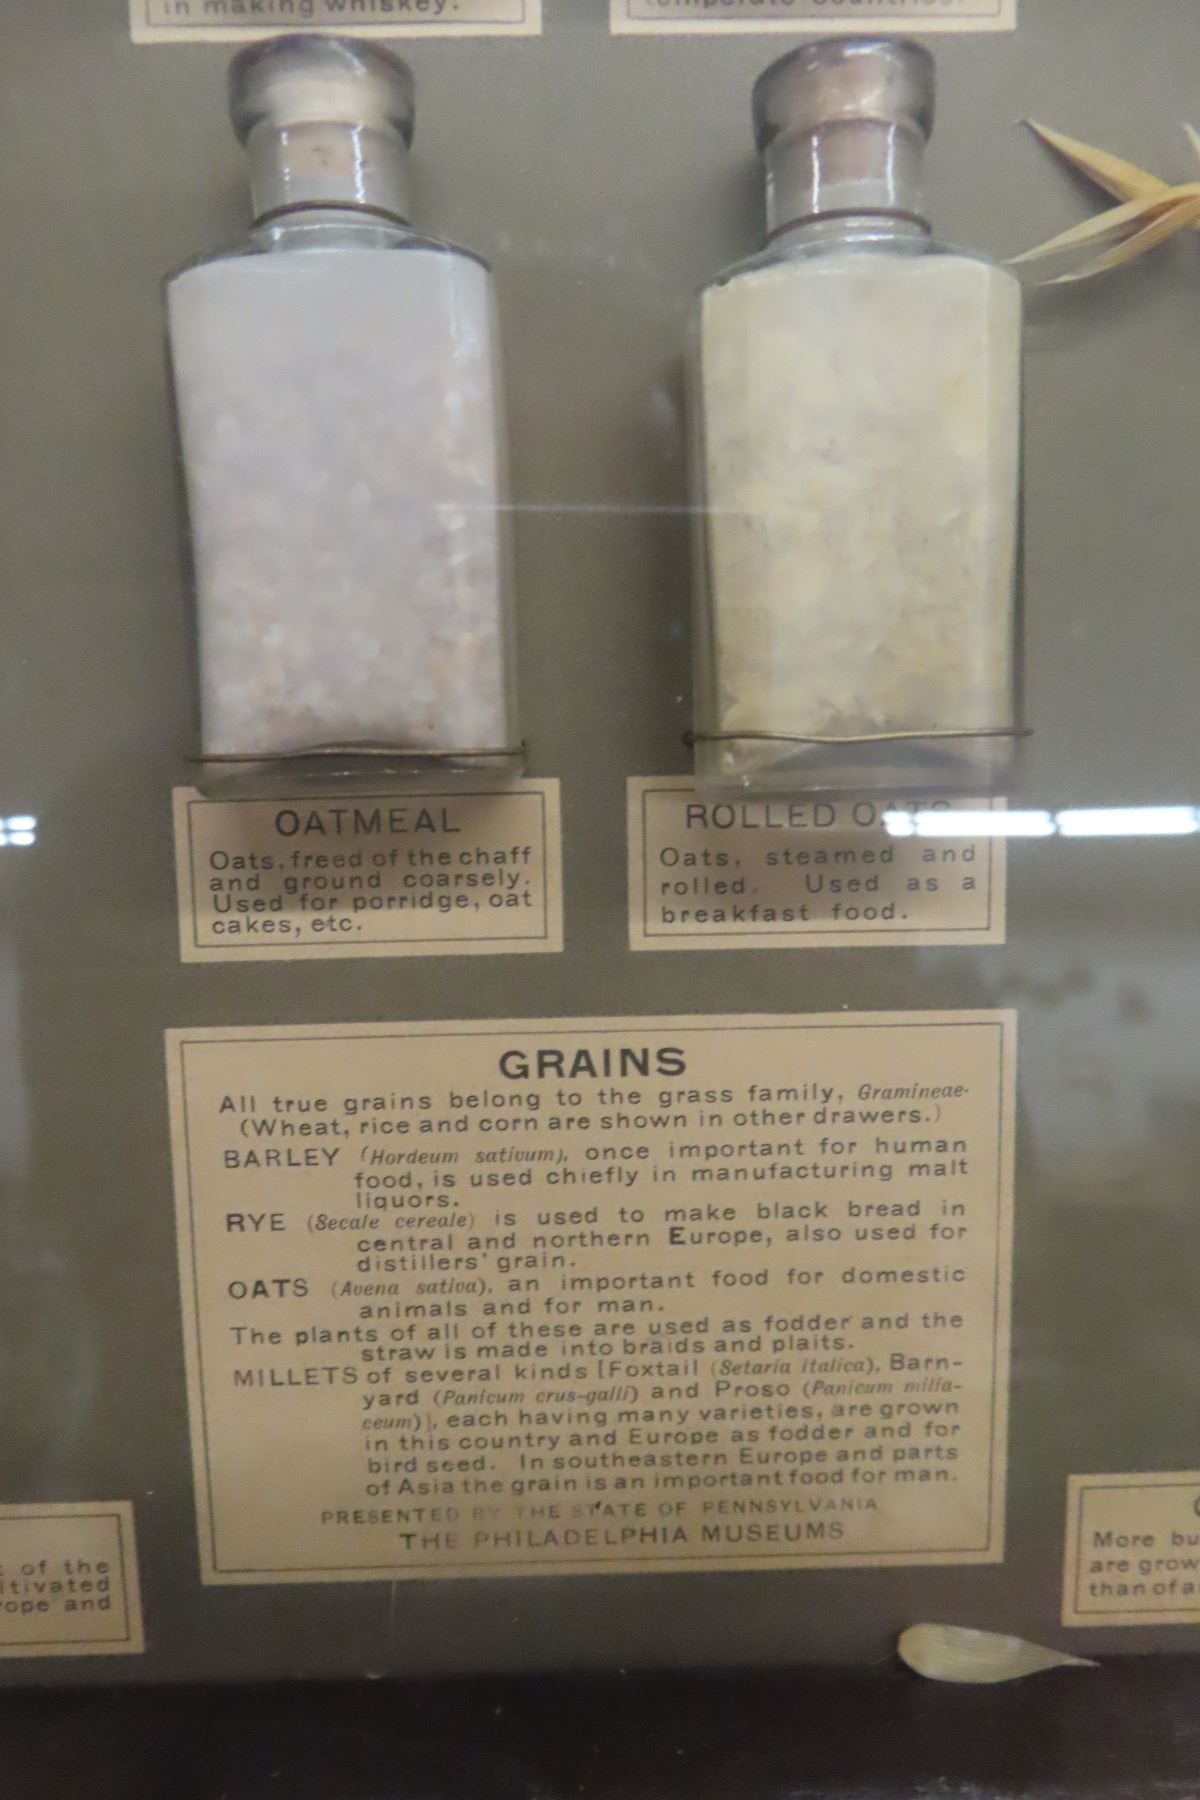 in making whiskey.
temperate countries.
OATMEAL
Oats, freed of the chaff
and ground coarsely.
Used for porridge, oat
cakes, etc.
ROLLED OATS
Oats, steamed and
rolled. Used as a
breakfast food.
GRAINS
All true grains belong to the grass family, Gramineae-
(Wheat, rice and corn are shown in other drawers.)
BARLEY (Hordeum sativum), once important for human
food, is used chiefly in manufacturing malt
liquors.
RYE (Secale cereale) is used to make black bread in
central and northern Europe, also used for
distillers' grain.
OATS (Avena sativa), an important food for domestic
animals and for man.
The plants of all of these are used as fodder and the
straw is made into braids and plaits.
MILLETS of several kinds [Foxtail (Setaria italica), Barn-
yard (Panicum crus-galli) and Proso (Panicum milia-
ceum)], each having many varieties, are grown
in this country and Europe as fodder and for
bird seed. In southeastern Europe and parts
of Asia the grain is an important food for man.
PRESENTED BY THE STATE OF PENNSYLVANIA
THE PHILADELPHIA MUSEUMS
of the
and
More
are
than of